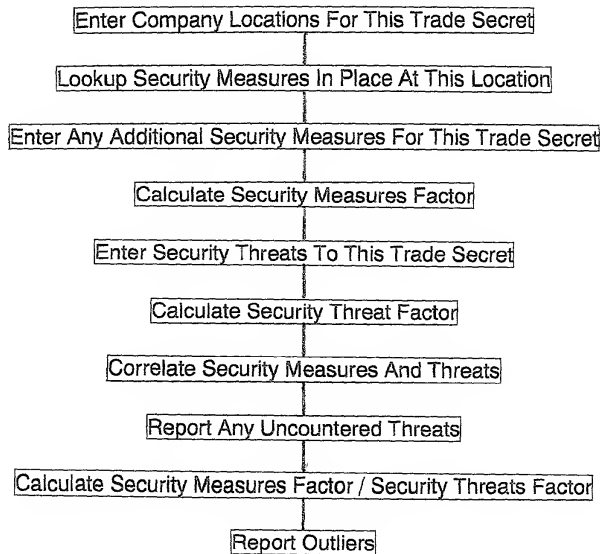 Enter Company Locations For This Trade Secret
Lookup Security Measures In Place At This Location
Enter Any Additional Security Measures For This Trade Secret
Calculate Security Measures Factor
Enter Security Threats To This Trade Secret
Calculate Security Threat Factor
Correlate Security Measures And Threats
Report Any Uncountered Threats
Calculate Security Measures Factor / Security Threats Factor
Report Outliers